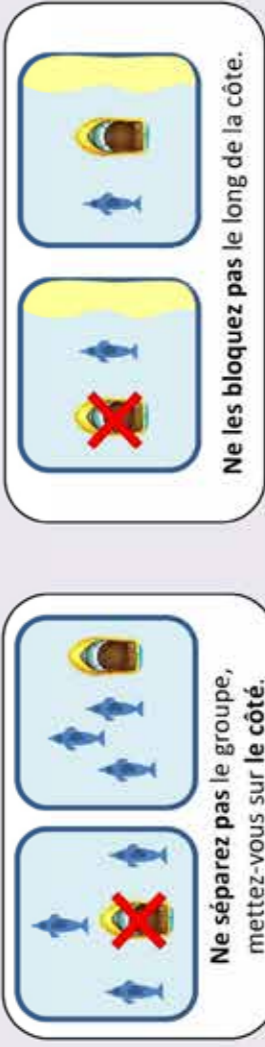 Ne séparez pas le groupe,
mettez-vous sur le côté.
Ne les bloquez pas le long de la côte.